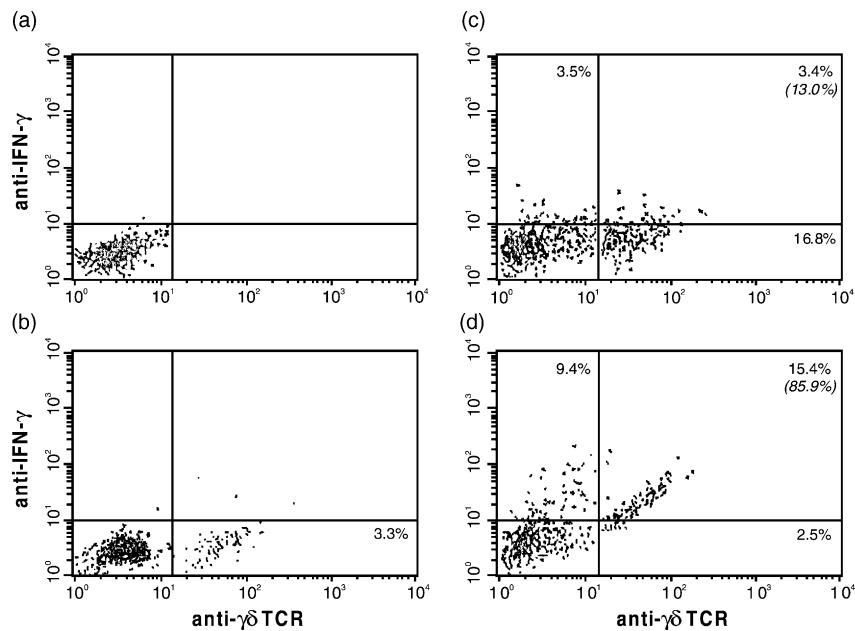 (a)
anti-IFN-γ
10⁴
10³
10²
10¹
10⁰
10⁰ 10¹ 10² 10³ 10⁴
(c)
3.5% 3.4%
(13.0%)
16.8%
10⁴
10³
10²
10¹
10⁰
10⁰ 10¹ 10² 10³ 10⁴
(b)
anti-IFN-γ
10⁴
10³
10²
10¹
10⁰
3.3%
10⁰ 10¹ 10² 10³ 10⁴
anti-γδ TCR
(d)
9.4% 15.4%
(85.9%)
2.5%
10⁴
10³
10²
10¹
10⁰
10⁰ 10¹ 10² 10³ 10⁴
anti-γδ TCR